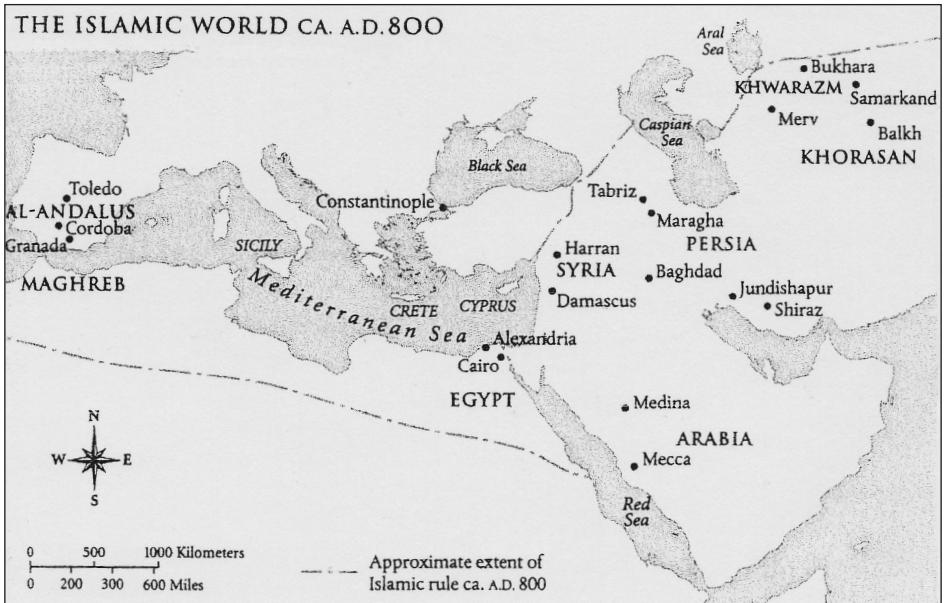 THE ISLAMIC WORLD CA. A.D. 800
Aral
Sea
Bukhara
KHWARAZM
Samarkand
Merv
Balkh
KHORASAN
Caspian
Sea
Black Sea
Constantinople
Tabriz
Maragha
PERSIA
Toledo
AL-ANDALUS
Cordoba
Granada
MAGHREB
SICILY
Harran
SYRIA
Baghdad
Damascus
Jundishapur
Shiraz
Mediterranean Sea
CRETE
CYPRUS
Alexandria
Cairo
EGYPT
Medina
ARABIA
Mecca
Red
Sea
N
W E
S
0 500 1000 Kilometers
0 200 300 600 Miles
Approximate extent of
Islamic rule ca. A.D. 800